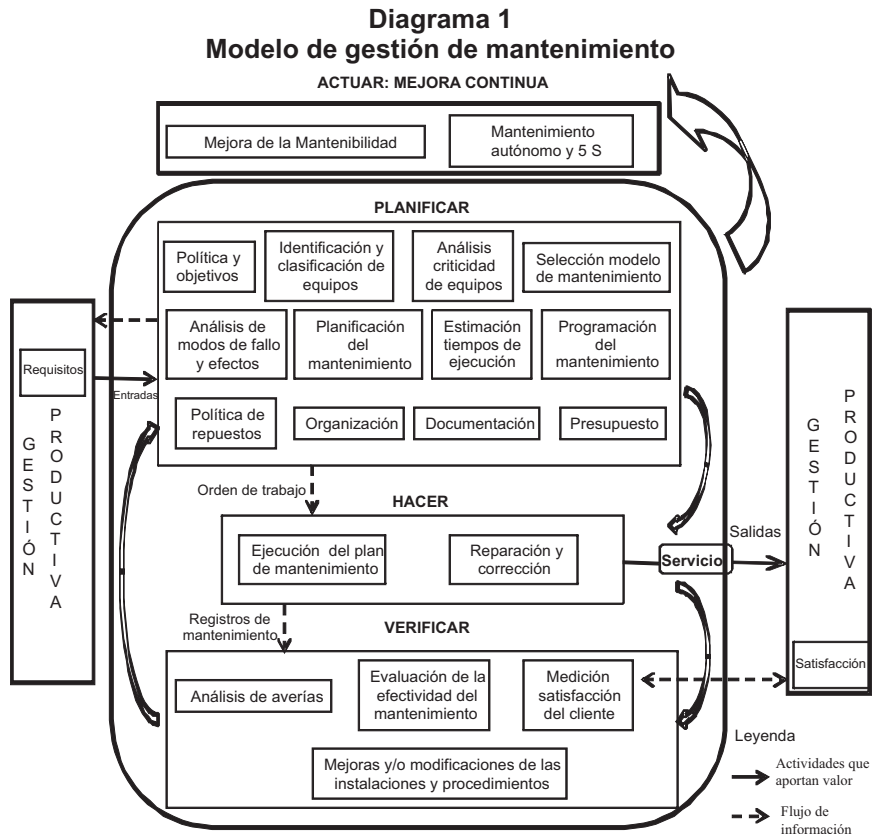 Diagrama 1
Modelo de gestión de mantenimiento
ACTUAR: MEJORA CONTINUA
Mejora de la Mantenibilidad
Mantenimiento
autónomo y 5 S
PLANIFICAR
Política y
objetivos
Identificación y
clasificación de
equipos
Análisis
criticidad
de equipos
Selección modelo
de mantenimiento
Análisis de
modos de fallo
y efectos
Planificación
del
mantenimiento
Estimación
tiempos de
ejecución
Programación
del
mantenimiento
Política de
repuestos
Organización
Documentación
Presupuesto
Requisitos
Entradas
GESTIÓN
PRODUCTIVA
Orden de trabajo
HACER
Ejecución del plan
de mantenimiento
Reparación y
corrección
Servicio
Salidas
GESTIÓN
PRODUCTIVA
Registros de
mantenimiento
VERIFICAR
Análisis de averías
Evaluación de la
efectividad del
mantenimiento
Medición
satisfacción
del cliente
Satisfacción
Mejoras y/o modificaciones de las
instalaciones y procedimientos
Leyenda
Actividades que
aportan valor
Flujo de
información